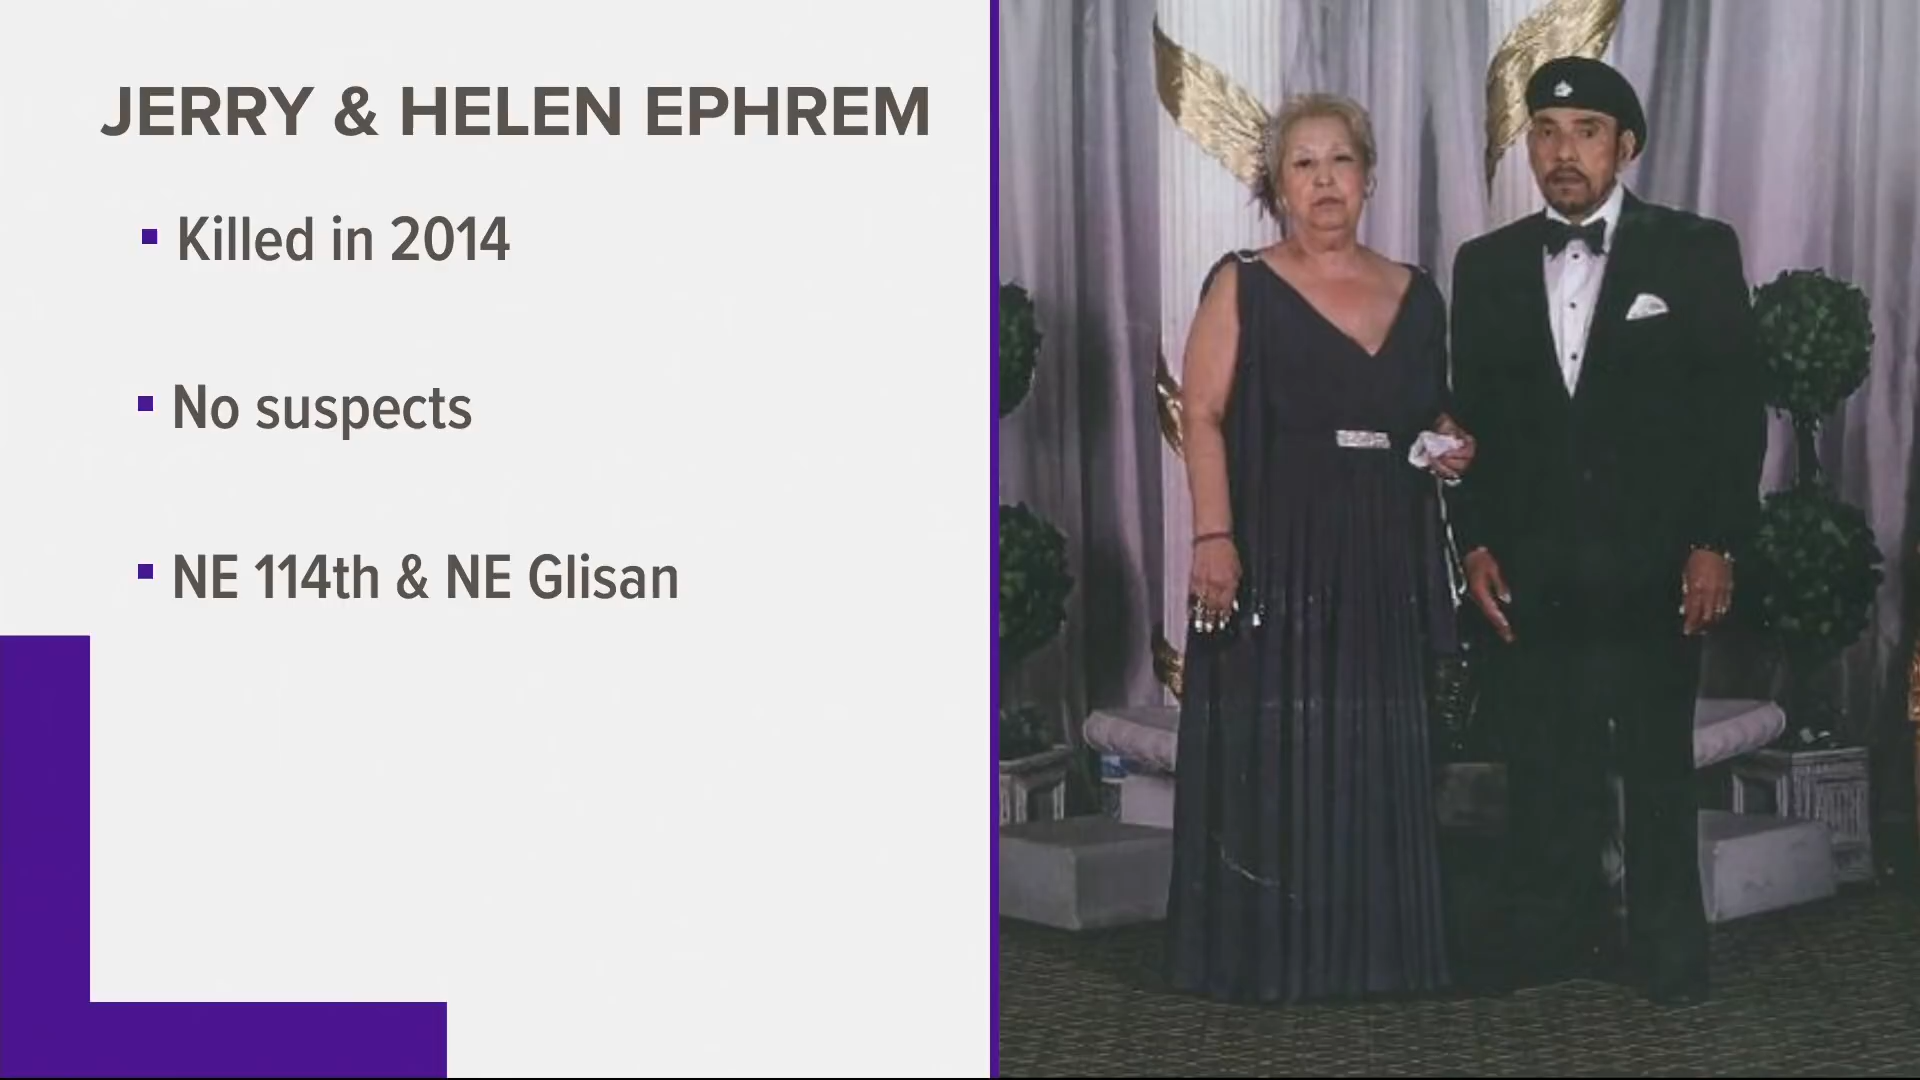 JERRY & HELEN EPHREM
Killed in 2014
No suspects
NE 114th & NE Glisan